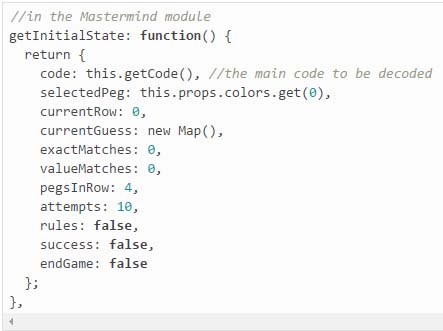 //in the Mastermind module
getInitialState: function() {
  return {
    code: this.getCode(), //the main code to be decoded
    selectedPeg: this.props.colors.get(0),
    currentRow: 0,
    currentGuess: new Map(),
    exactMatches: 0,
    valueMatches: 0,
    pegsInRow: 4,
    attempts: 10,
    rules: false,
    success: false,
    endGame: false
  };
},